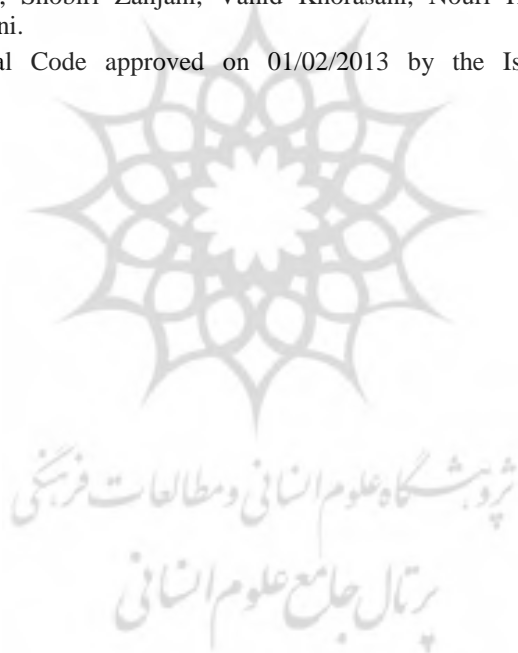 , Shobiri Zanjani, Vahid Khorasani, Nouri H
ni.
al Code approved on 01/02/2013 by the Is
پژوهشگاه علوم انسانی و مطالعات فرهنگی
پرتال جامع علوم انسانی